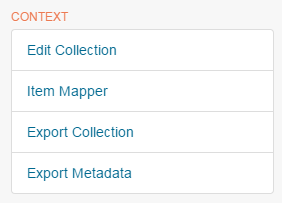 CONTEXT
Edit Collection
Item Mapper
Export Collection
Export Metadata